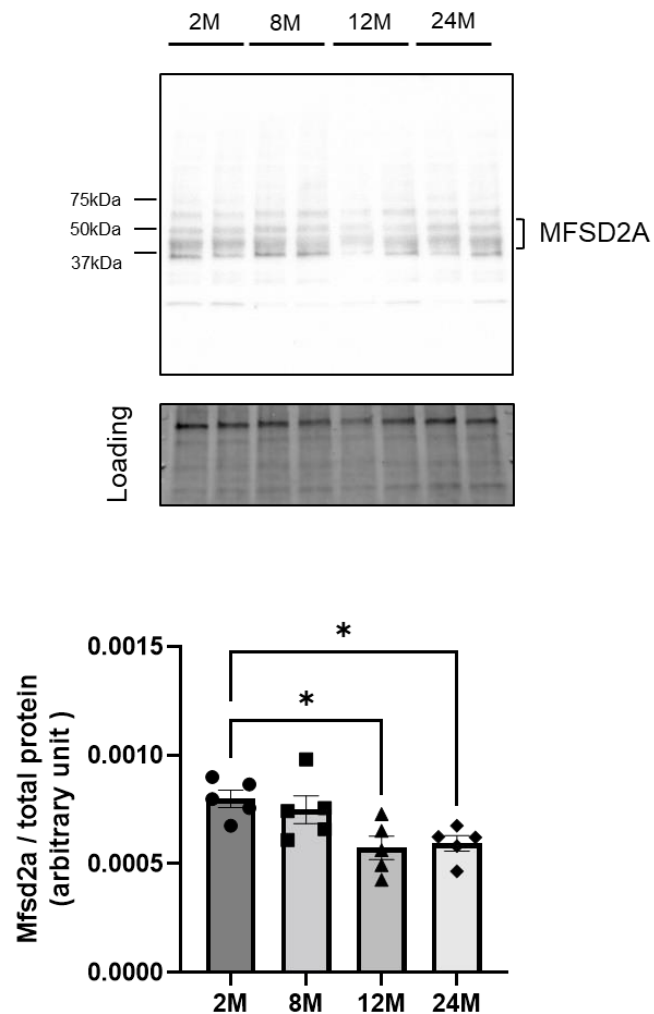 2M 8M 12M 24M
75kDa
50kDa
MFSD2A
37kDa
Loading
*
*
Mfsd2a / total protein
(arbitrary unit )
0.0015
0.0010
0.0005
0.0000
2M 8M 12M 24M